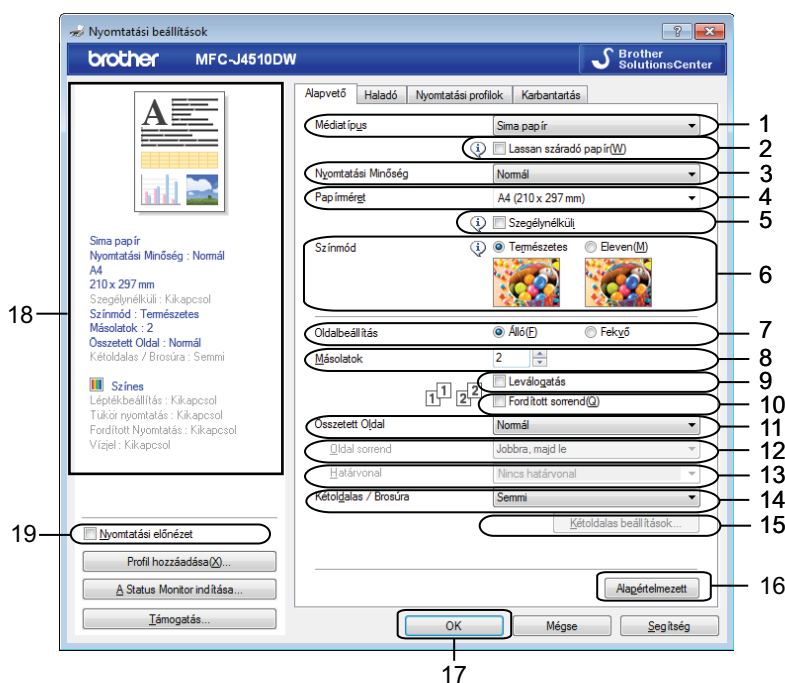 Nyomtatási beállítások
brother MFC-J4510DW Brother SolutionsCenter
Alapvető Haladó Nyomtatási profilok Karbantartás
Médiatípus Sima papír 1
Lassan száradó papír(W) 2
Nyomtatási Minőség Normál 3
Papírméret A4 (210 x 297 mm) 4
Szegélynélküli 5
Színmód Természetes Eleven(M) 6
Oldalbeállítás Álló(F) Fekvő 7
Másolatok 2 8
Leválogatás 9
1 1 2 2 Fordított sorrend(Q) 10
Összetett Oldal Normál 11
Oldal sorrend Jobbra, majd le 12
Határvonal Nincs határvonal 13
Kétoldalas / Brosúra Semmi 14
Kétoldalas beállítások... 15
Alapértelmezett 16
OK Mégse Segítség
17
A
Sima papír
Nyomtatási Minőség : Normál
A4
210 x 297 mm
Szegélynélküli : Kikapcsol
Színmód : Természetes
Másolatok : 2
Összetett Oldal : Normál
Kétoldalas / Brosúra : Semmi
Színes
Léptékbeállítás : Kikapcsol
Tükör nyomtatás : Kikapcsol
Fordított Nyomtatás : Kikapcsol
Vízjel : Kikapcsol
18
19 Nyomtatási előnézet
Profil hozzáadása(X)...
A Status Monitor indítása...
Támogatás...